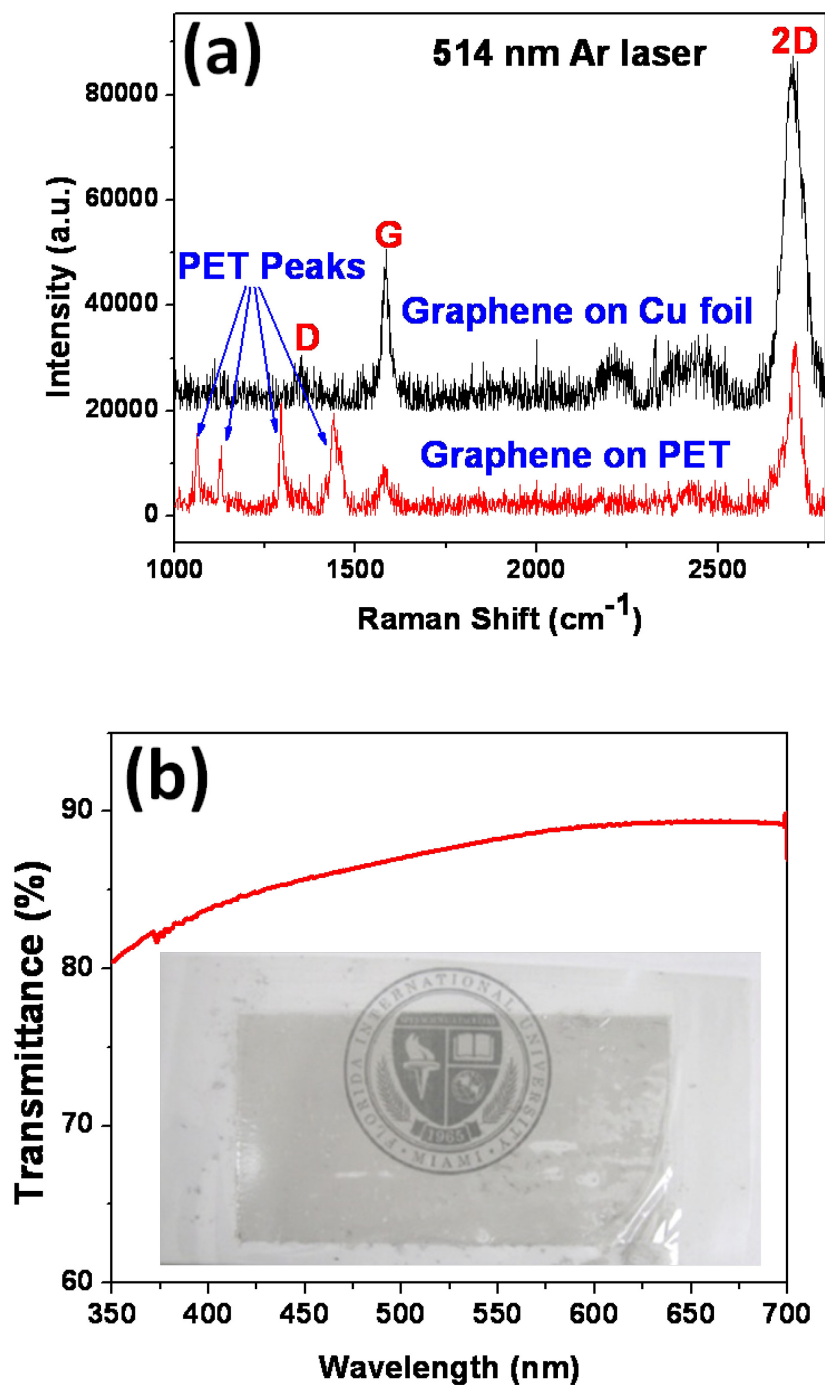 (a)
514 nm Ar laser
2D
G
PET Peaks
D
Graphene on Cu foil
Graphene on PET
Intensity (a.u.)
80000
60000
40000
20000
0
1000
1500
2000
2500
Raman Shift (cm⁻¹)
(b)
Transmittance (%)
90
80
70
60
FLORIDA INTERNATIONAL UNIVERSITY
1965
MIAMI
350
400
450
500
550
600
650
700
Wavelength (nm)